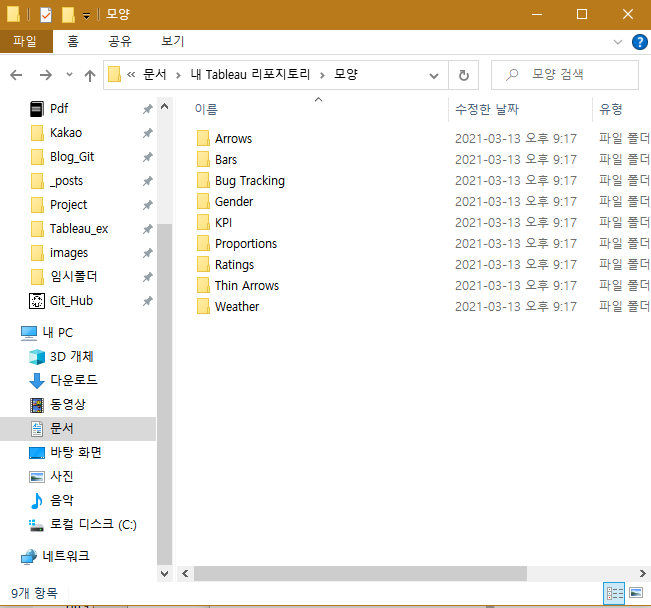 모양
파일 홈 공유 보기
« 문서 › 내 Tableau 리포지토리 › 모양
모양 검색
Pdf
Kakao
Blog_Git
_posts
Project
Tableau_ex
images
임시폴더
Git_Hub
내 PC
3D 개체
다운로드
동영상
문서
바탕 화면
사진
음악
로컬 디스크 (C:)
네트워크
이름 수정한 날짜 유형
Arrows 2021-03-13 오후 9:17 파일 폴더
Bars 2021-03-13 오후 9:17 파일 폴더
Bug Tracking 2021-03-13 오후 9:17 파일 폴더
Gender 2021-03-13 오후 9:17 파일 폴더
KPI 2021-03-13 오후 9:17 파일 폴더
Proportions 2021-03-13 오후 9:17 파일 폴더
Ratings 2021-03-13 오후 9:17 파일 폴더
Thin Arrows 2021-03-13 오후 9:17 파일 폴더
Weather 2021-03-13 오후 9:17 파일 폴더
9개 항목